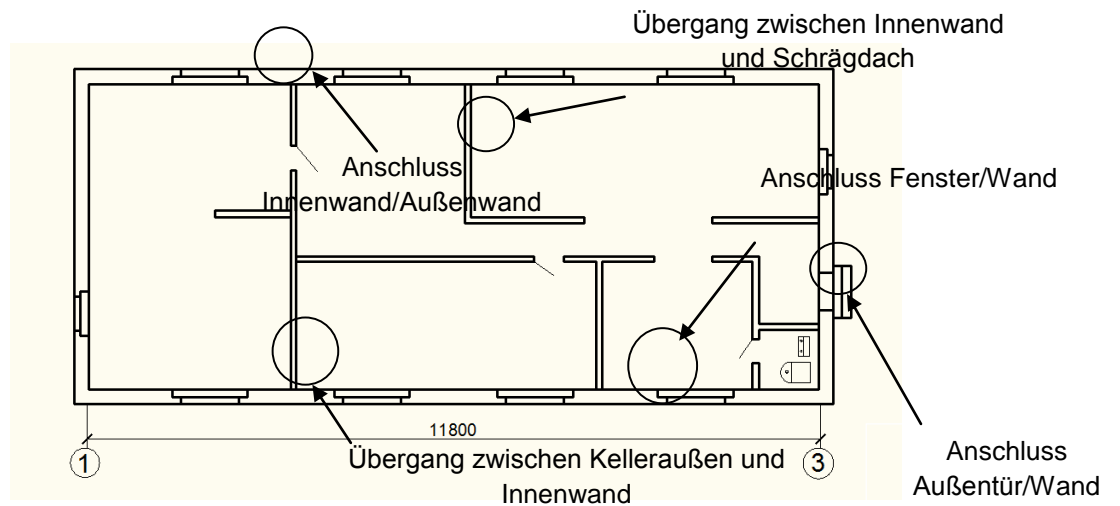 Übergang zwischen Innenwand
und Schrägdach
Anschluss
Innenwand/Außenwand
Anschluss Fenster/Wand
11800
1
3
Übergang zwischen Kelleraußen und
Innenwand
Anschluss
Außentür/Wand